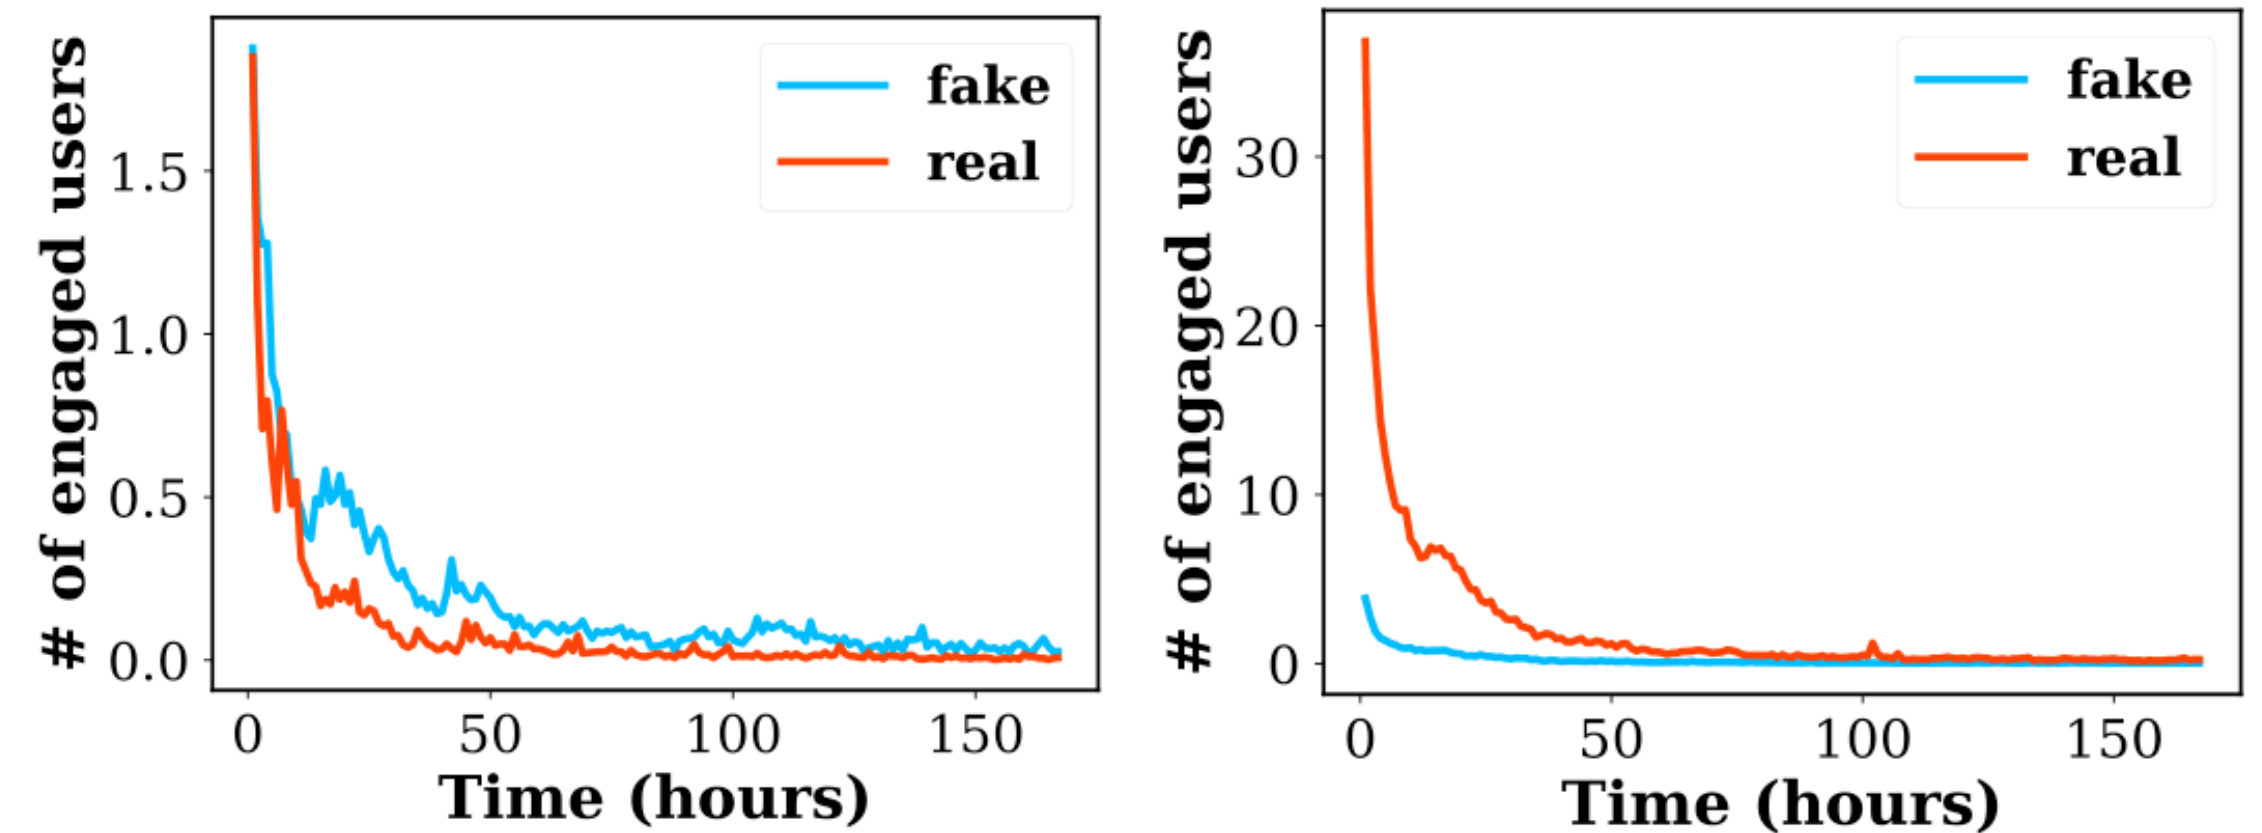 # of engaged users
1.5
1.0
0.5
0.0
0 50 100 150
Time (hours)
fake
real
# of engaged users
30
20
10
0
0 50 100 150
Time (hours)
fake
real